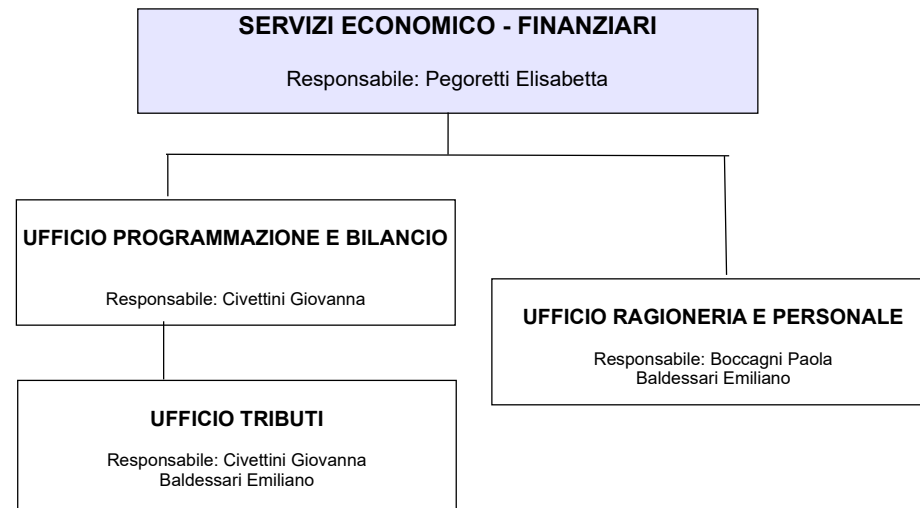 SERVIZI ECONOMICO - FINANZIARI
Responsabile: Pegoretti Elisabetta
UFFICIO PROGRAMMAZIONE E BILANCIO
Responsabile: Civettini Giovanna
UFFICIO RAGIONERIA E PERSONALE
Responsabile: Boccagni Paola
Baldessari Emiliano
UFFICIO TRIBUTI
Responsabile: Civettini Giovanna
Baldessari Emiliano